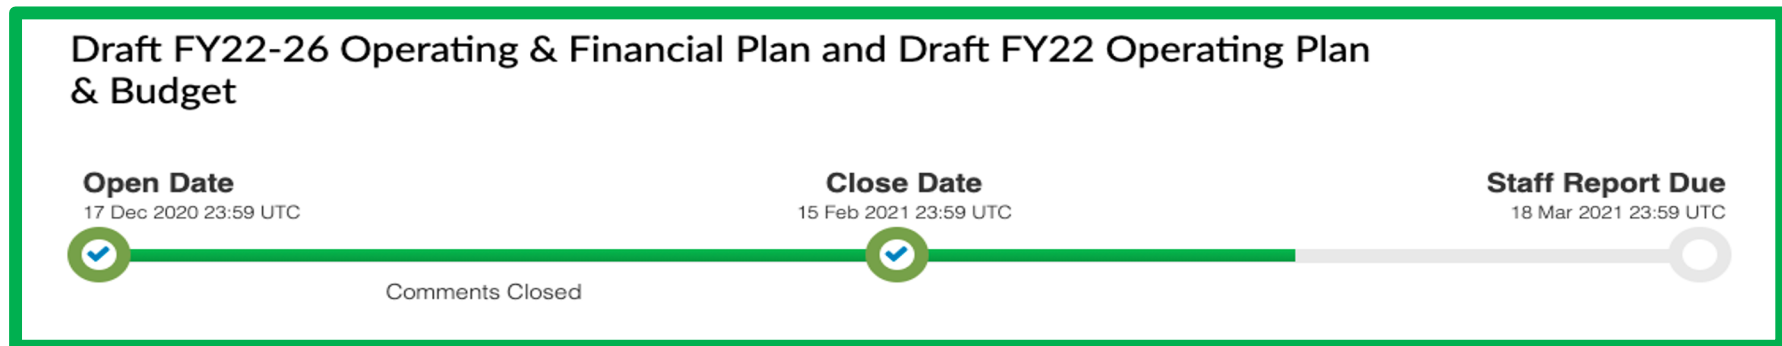 Draft FY22-26 Operating & Financial Plan and Draft FY22 Operating Plan
& Budget
Open Date
17 Dec 2020 23:59 UTC
Close Date
15 Feb 2021 23:59 UTC
Staff Report Due
18 Mar 2021 23:59 UTC
Comments Closed